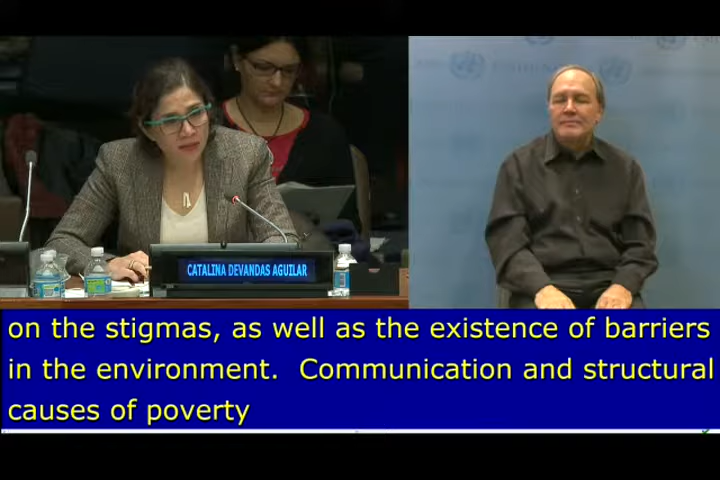 CATALINA DEVANDAS AGUILAR
on the stigmas, as well as the existence of barriers
in the environment.  Communication and structural
causes of poverty